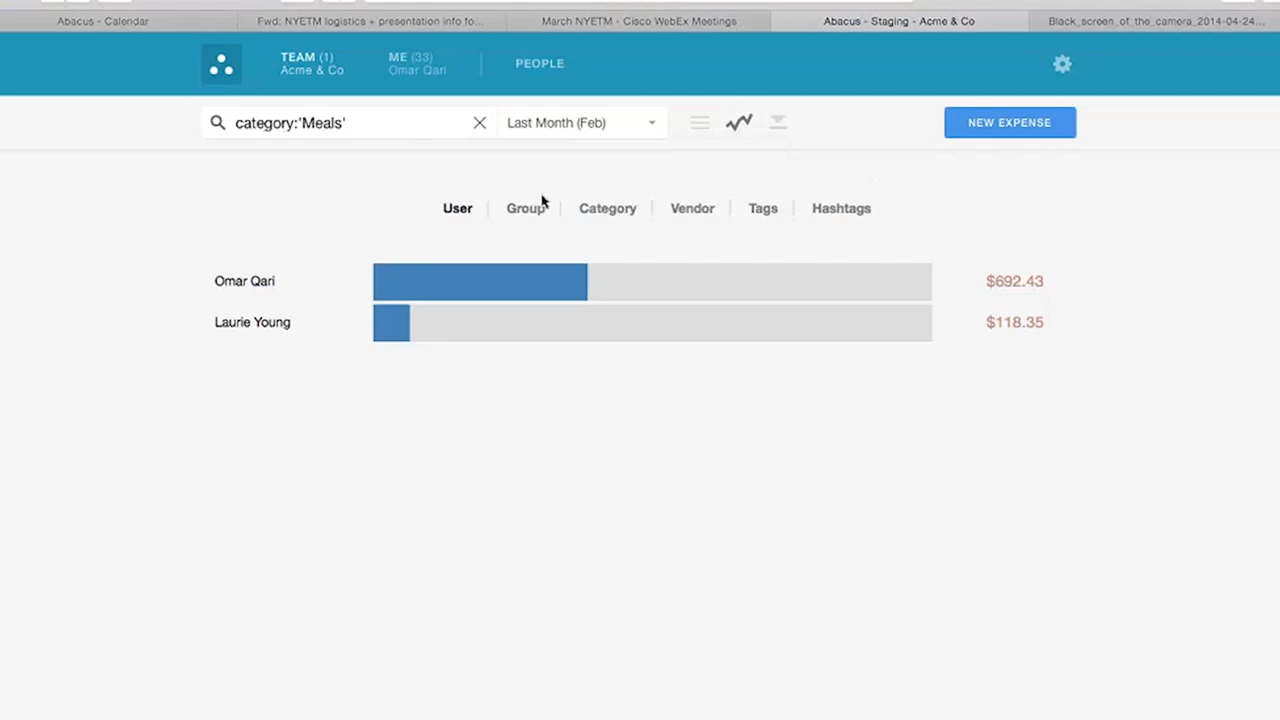 Abacus - Calendar
Fwd: NYETM logistics + presentation info fo...
March NYETM - Cisco WebEx Meetings
Abacus - Staging - Acme & Co
Black_screen_of_the_camera_2014-04-24...
TEAM (1)
Acme & Co
ME (33)
Omar Qari
PEOPLE
category:'Meals'
Last Month (Feb)
NEW EXPENSE
User
Group
Category
Vendor
Tags
Hashtags
Omar Qari
$692.43
Laurie Young
$118.35